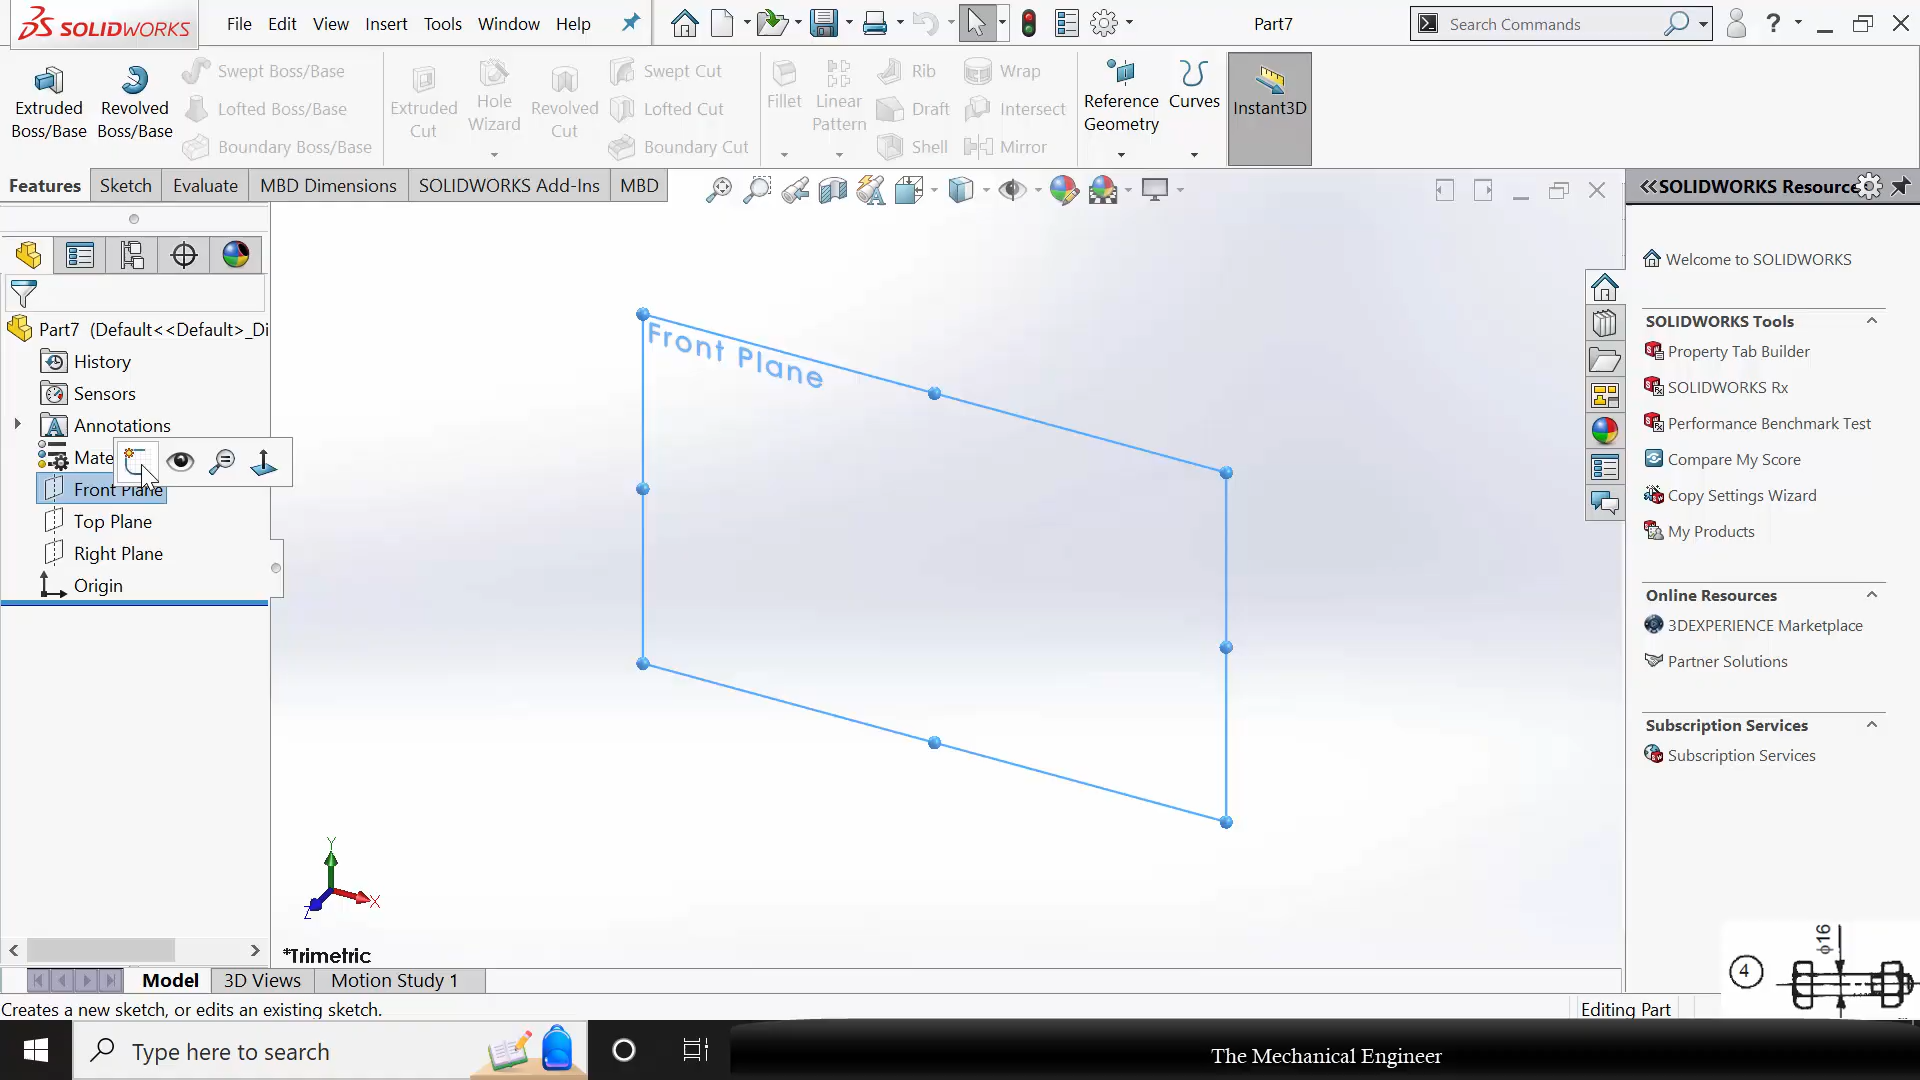 SOLIDWORKS
File Edit View Insert Tools Window Help
Part7
Search Commands
Extruded Boss/Base
Revolved Boss/Base
Swept Boss/Base
Lofted Boss/Base
Boundary Boss/Base
Extruded Cut
Hole Wizard
Revolved Cut
Swept Cut
Lofted Cut
Boundary Cut
Fillet
Linear Pattern
Rib
Draft
Shell
Wrap
Intersect
Mirror
Reference Geometry
Curves
Instant3D
Features Sketch Evaluate MBD Dimensions SOLIDWORKS Add-Ins MBD
SOLIDWORKS Resource
Part7 (Default<<Default>_Di
History
Sensors
Annotations
Mate
Front Plane
Top Plane
Right Plane
Origin
Front Plane
Y
X
Z
*Trimetric
Welcome to SOLIDWORKS
SOLIDWORKS Tools
Property Tab Builder
SOLIDWORKS Rx
Performance Benchmark Test
Compare My Score
Copy Settings Wizard
My Products
Online Resources
3DEXPERIENCE Marketplace
Partner Solutions
Subscription Services
Subscription Services
ϕ16
4
Model 3D Views Motion Study 1
Creates a new sketch, or edits an existing sketch.
Editing Part
Type here to search
The Mechanical Engineer